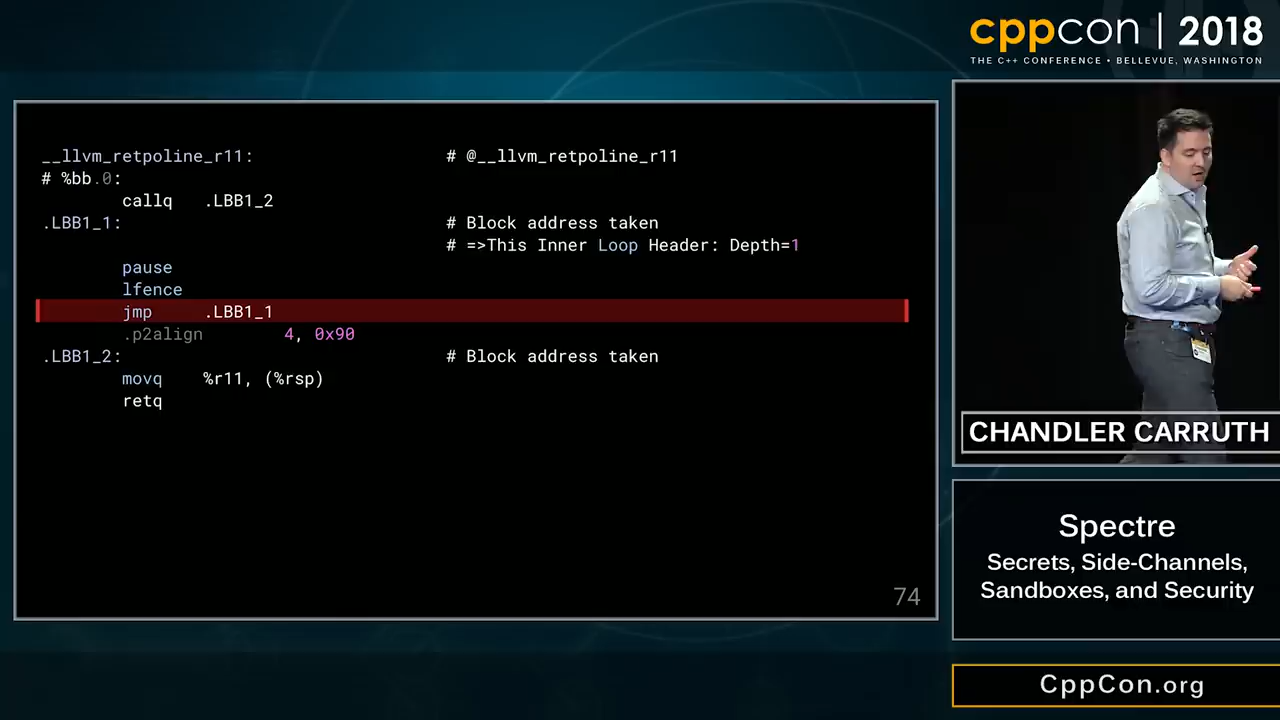 cppcon | 2018
THE C++ CONFERENCE • BELLEVUE, WASHINGTON
__llvm_retpoline_r11: # @__llvm_retpoline_r11
# %bb.0:
callq .LBB1_2
.LBB1_1: # Block address taken
# =>This Inner Loop Header: Depth=1
pause
lfence
jmp .LBB1_1
.p2align 4, 0x90
.LBB1_2: # Block address taken
movq %r11, (%rsp)
retq
74
CHANDLER CARRUTH
Spectre
Secrets, Side-Channels,
Sandboxes, and Security
CppCon.org